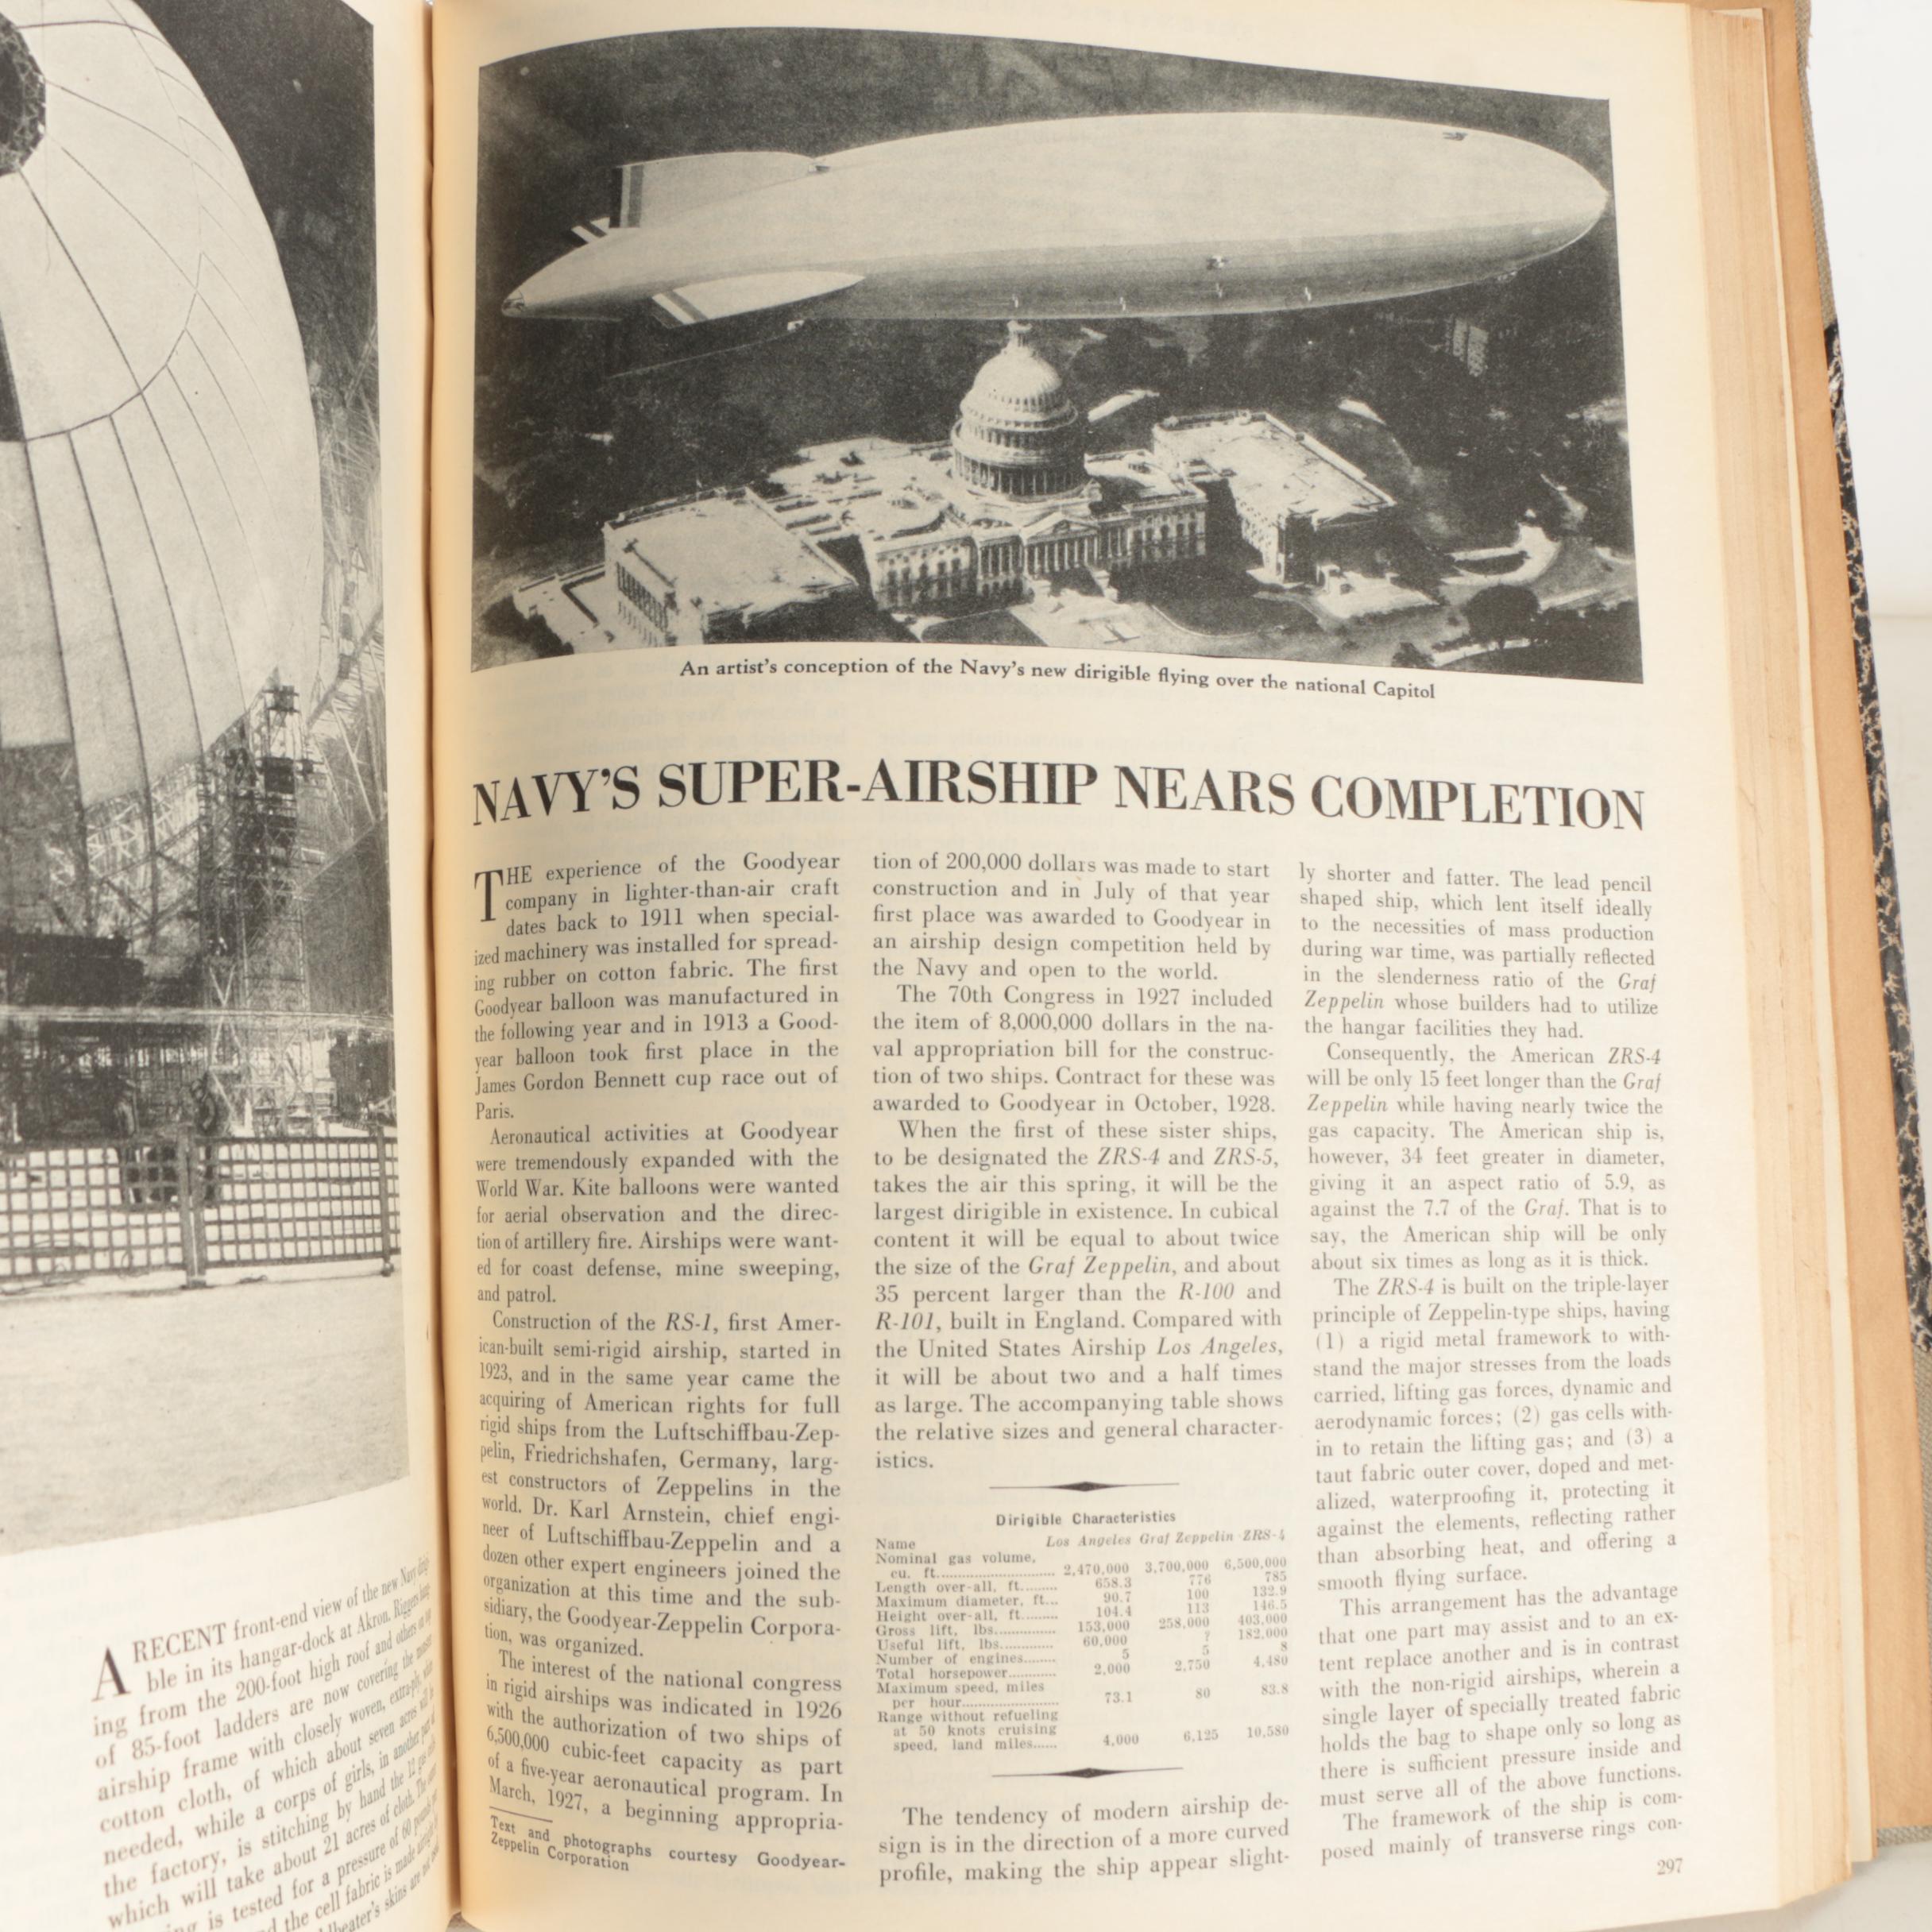 A RECENT front-end view of the new Navy dirigi-
ble in its hangar-dock at Akron. Riggers hang-
ing from the 200-foot high roof and others on top
of 85-foot ladders are now covering the monster
airship frame with closely woven, extra-ply, wide
cotton cloth, of which about seven acres will be
needed, while a corps of girls, in another part of
the factory, is stitching by hand the 12 gas cells
which will take about 21 acres of cloth. The
is tested for a pressure of 60 pounds per
the cell fabric is made
skins are
An artist's conception of the Navy's new dirigible flying over the national Capitol
NAVY'S SUPER-AIRSHIP NEARS COMPLETION
THE experience of the Goodyear
company in lighter-than-air craft
dates back to 1911 when special-
ized machinery was installed for spread-
ing rubber on cotton fabric. The first
Goodyear balloon was manufactured in
the following year and in 1913 a Good-
year balloon took first place in the
James Gordon Bennett cup race out of
Paris.
Aeronautical activities at Goodyear
were tremendously expanded with the
World War. Kite balloons were wanted
for aerial observation and the direc-
tion of artillery fire. Airships were want-
ed for coast defense, mine sweeping,
and patrol.
Construction of the RS-1, first Amer-
ican-built semi-rigid airship, started in
1923, and in the same year came the
acquiring of American rights for full
rigid ships from the Luftschiffbau-Zep-
pelin, Friedrichshafen, Germany, larg-
est constructors of Zeppelins in the
world. Dr. Karl Arnstein, chief engi-
neer of Luftschiffbau-Zeppelin and a
dozen other expert engineers joined the
organization at this time and the sub-
sidiary, the Goodyear-Zeppelin Corpora-
tion, was organized.
The interest of the national congress
in rigid airships was indicated in 1926
with the authorization of two ships of
6,500,000 cubic-feet capacity as part
of a five-year aeronautical program. In
March, 1927, a beginning appropria-
Text and photographs courtesy Goodyear-
Zeppelin Corporation
tion of 200,000 dollars was made to start
construction and in July of that year
first place was awarded to Goodyear in
an airship design competition held by
the Navy and open to the world.
The 70th Congress in 1927 included
the item of 8,000,000 dollars in the na-
val appropriation bill for the construc-
tion of two ships. Contract for these was
awarded to Goodyear in October, 1928.
When the first of these sister ships,
to be designated the ZRS-4 and ZRS-5,
takes the air this spring, it will be the
largest dirigible in existence. In cubical
content it will be equal to about twice
the size of the Graf Zeppelin, and about
35 percent larger than the R-100 and
R-101, built in England. Compared with
the United States Airship Los Angeles,
it will be about two and a half times
as large. The accompanying table shows
the relative sizes and general character-
istics.
Dirigible Characteristics
Name Los Angeles Graf Zeppelin ZRS-4
Nominal gas volume,
cu. ft. 2,470,000 3,700,000 6,500,000
Length over-all, ft. 658.3 776 785
Maximum diameter, ft. 90.7 100 132.9
Height over-all, ft. 104.4 113 146.5
Gross lift, lbs. 153,000 258,000 403,000
Useful lift, lbs. 60,000 ? 182,000
Number of engines 5 5 8
Total horsepower 2,000 2,750 4,480
Maximum speed, miles
per hour 73.1 80 83.8
Range without refueling
at 50 knots cruising
speed, land miles 4,000 6,125 10,580
The tendency of modern airship de-
sign is in the direction of a more curved
profile, making the ship appear slight-
ly shorter and fatter. The lead pencil
shaped ship, which lent itself ideally
to the necessities of mass production
during war time, was partially reflected
in the slenderness ratio of the Graf
Zeppelin whose builders had to utilize
the hangar facilities they had.
Consequently, the American ZRS-4
will be only 15 feet longer than the Graf
Zeppelin while having nearly twice the
gas capacity. The American ship is,
however, 34 feet greater in diameter,
giving it an aspect ratio of 5.9, as
against the 7.7 of the Graf. That is to
say, the American ship will be only
about six times as long as it is thick.
The ZRS-4 is built on the triple-layer
principle of Zeppelin-type ships, having
(1) a rigid metal framework to with-
stand the major stresses from the loads
carried, lifting gas forces, dynamic and
aerodynamic forces; (2) gas cells with-
in to retain the lifting gas; and (3) a
taut fabric outer cover, doped and met-
alized, waterproofing it, protecting it
against the elements, reflecting rather
than absorbing heat, and offering a
smooth flying surface.
This arrangement has the advantage
that one part may assist and to an ex-
tent replace another and is in contrast
with the non-rigid airships, wherein a
single layer of specially treated fabric
holds the bag to shape only so long as
there is sufficient pressure inside and
must serve all of the above functions.
The framework of the ship is com-
posed mainly of transverse rings con-
297